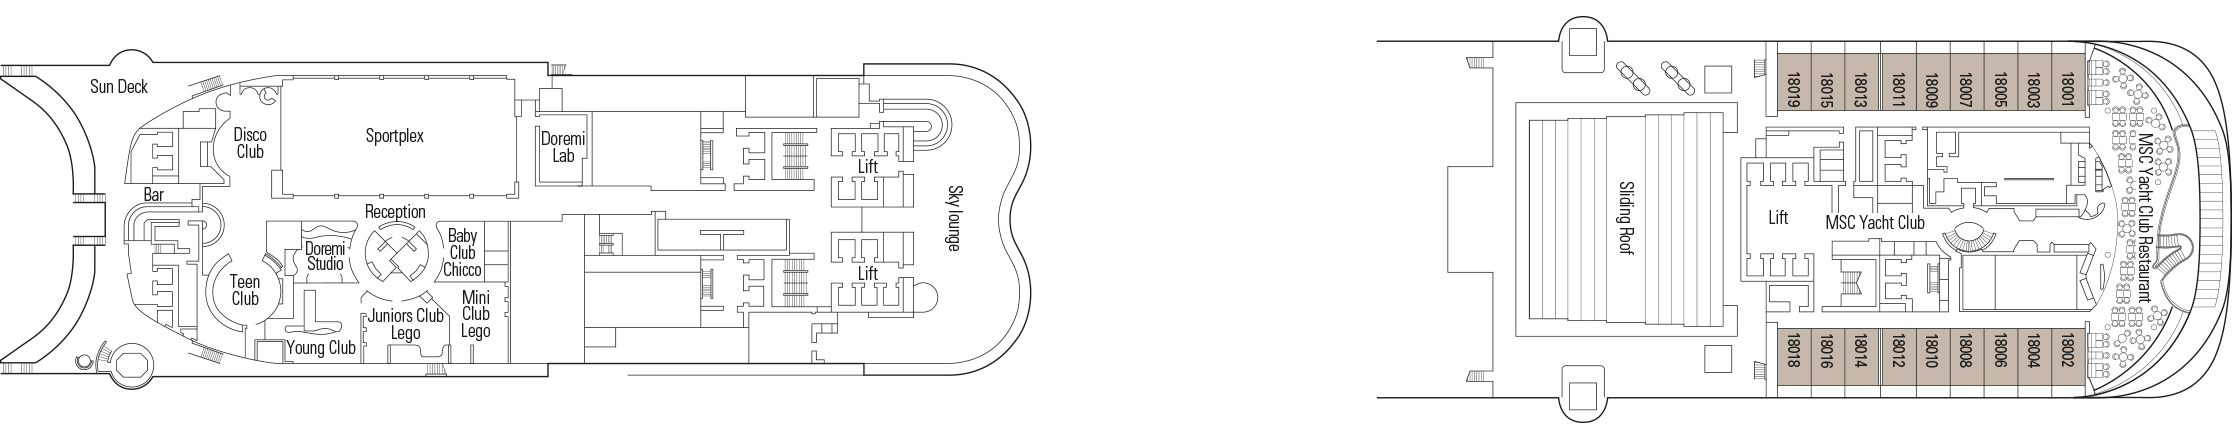 Sun Deck
Disco
Club
Sportplex
Doremi
Lab
Lift
Bar
Reception
Sky lounge
Doremi
Studio
Baby
Club
Chicco
Lift
Teen
Club
Mini
Club
Lego
Juniors Club
Lego
Young Club
18019
18015
18013
18011
18009
18007
18005
18003
18001
Sliding Roof
Lift
MSC Yacht Club
MSC Yacht Club Restaurant
18018
18016
18014
18012
18010
18008
18006
18004
18002